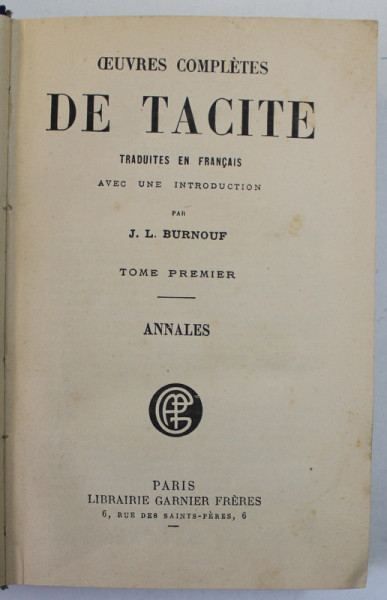 ŒUVRES COMPLÈTES
DE TACITE
TRADUITES EN FRANÇAIS
AVEC UNE INTRODUCTION
PAR
J. L. BURNOUF
TOME PREMIER
ANNALES
PARIS
LIBRAIRIE GARNIER FRÈRES
6, RUE DES SAINTS-PÈRES, 6